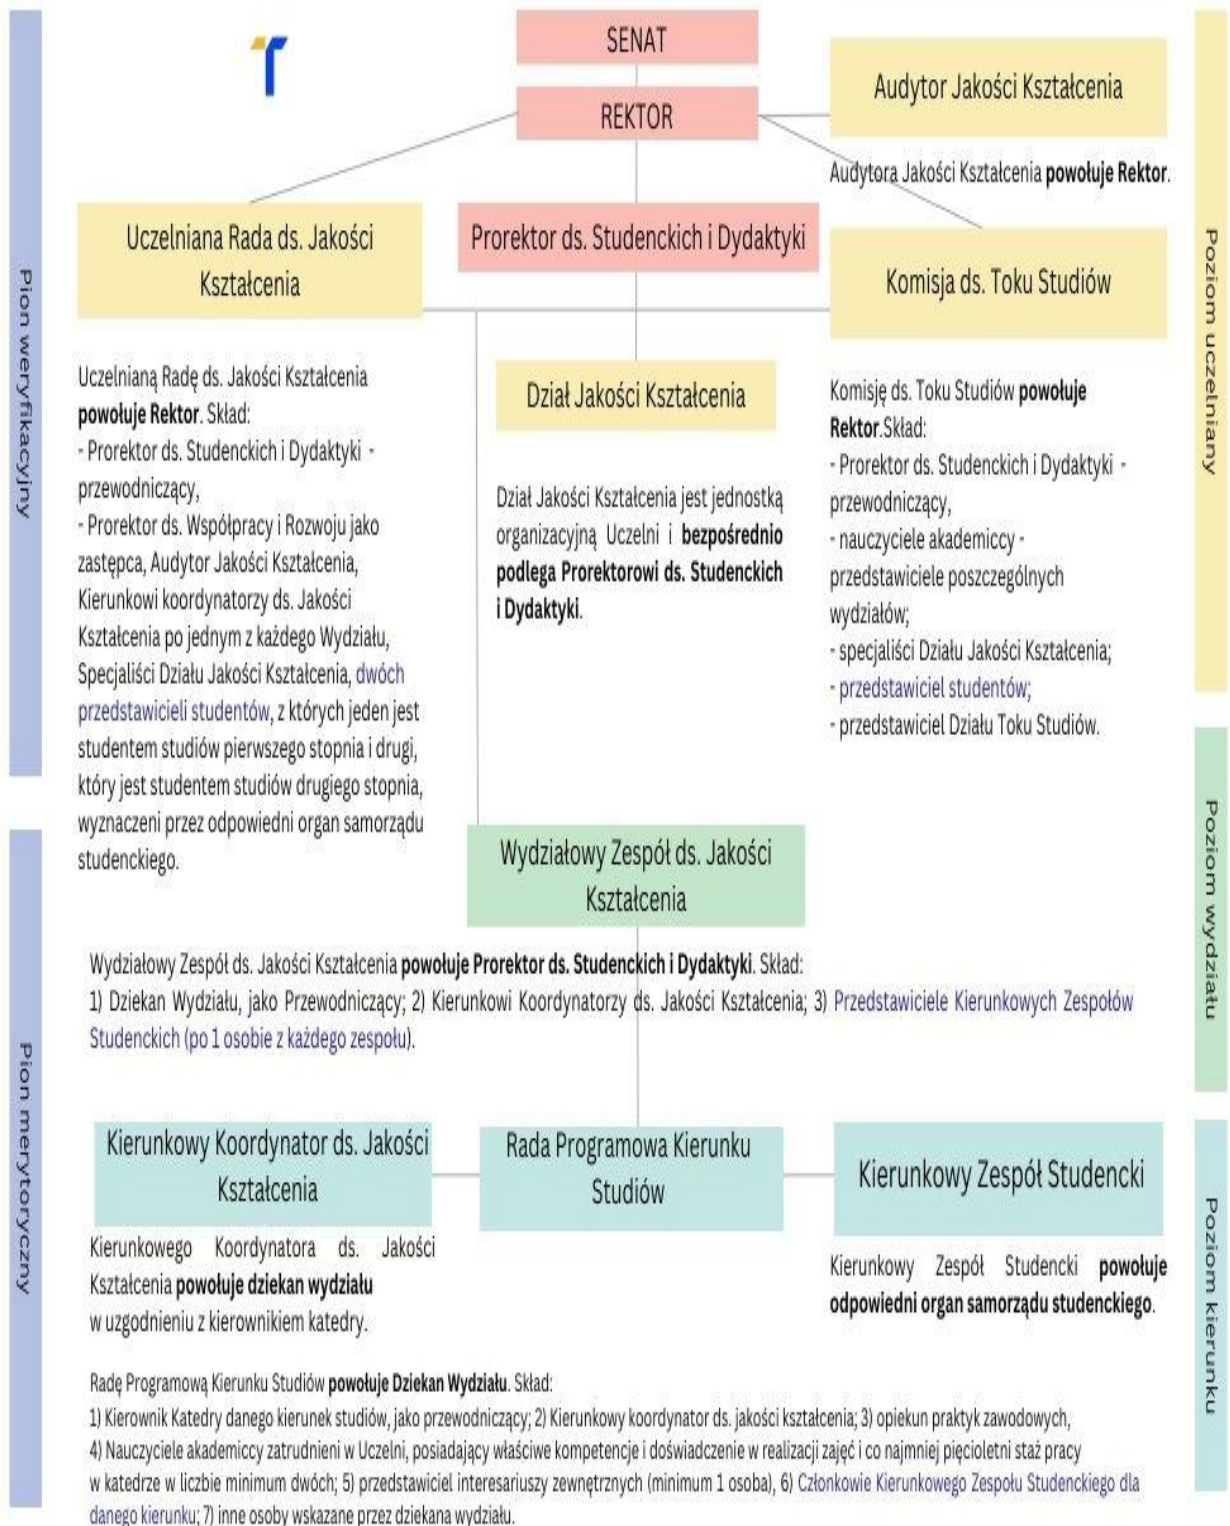 SENAT
REKTOR
Audytor Jakości Kształcenia
Audytora Jakości Kształcenia powołuje Rektor.
Uczelniana Rada ds. Jakości
Kształcenia
Prorektor ds. Studenckich i Dydaktyki
Komisja ds. Toku Studiów
Pion weryfikacyjny
Poziom uczelniany
Uczelnianą Radę ds. Jakości Kształcenia
powołuje Rektor. Skład:
- Prorektor ds. Studenckich i Dydaktyki -
przewodniczący,
- Prorektor ds. Współpracy i Rozwoju jako
zastępca, Audytor Jakości Kształcenia,
Kierunkowi koordynatorzy ds. Jakości
Kształcenia po jednym z każdego Wydziału,
Specjaliści Działu Jakości Kształcenia, dwóch
przedstawicieli studentów, z których jeden jest
studentem studiów pierwszego stopnia i drugi,
który jest studentem studiów drugiego stopnia,
wyznaczeni przez odpowiedni organ samorządu
studenckiego.
Dział Jakości Kształcenia
Dział Jakości Kształcenia jest jednostką
organizacyjną Uczelni i bezpośrednio
podlega Prorektorowi ds. Studenckich
i Dydaktyki.
Komisję ds. Toku Studiów powołuje
Rektor.Skład:
- Prorektor ds. Studenckich i Dydaktyki -
przewodniczący,
- nauczyciele akademiccy -
przedstawiciele poszczególnych
wydziałów;
- specjaliści Działu Jakości Kształcenia;
- przedstawiciel studentów;
- przedstawiciel Działu Toku Studiów.
Wydziałowy Zespół ds. Jakości
Kształcenia
Poziom wydziału
Wydziałowy Zespół ds. Jakości Kształcenia powołuje Prorektor ds. Studenckich i Dydaktyki. Skład:
1) Dziekan Wydziału, jako Przewodniczący; 2) Kierunkowi Koordynatorzy ds. Jakości Kształcenia; 3) Przedstawiciele Kierunkowych Zespołów
Studenckich (po 1 osobie z każdego zespołu).
Pion merytoryczny
Kierunkowy Koordynator ds. Jakości
Kształcenia
Rada Programowa Kierunku
Studiów
Kierunkowy Zespół Studencki
Poziom kierunku
Kierunkowego Koordynatora ds. Jakości
Kształcenia powołuje dziekan wydziału
w uzgodnieniu z kierownikiem katedry.
Kierunkowy Zespół Studencki powołuje
odpowiedni organ samorządu studenckiego.
Radę Programową Kierunku Studiów powołuje Dziekan Wydziału. Skład:
1) Kierownik Katedry danego kierunek studiów, jako przewodniczący; 2) Kierunkowy koordynator ds. jakości kształcenia; 3) opiekun praktyk zawodowych,
4) Nauczyciele akademiccy zatrudnieni w Uczelni, posiadający właściwe kompetencje i doświadczenie w realizacji zajęć i co najmniej pięcioletni staż pracy
w katedrze w liczbie minimum dwóch; 5) przedstawiciel interesariuszy zewnętrznych (minimum 1 osoba), 6) Członkowie Kierunkowego Zespołu Studenckiego dla
danego kierunku; 7) inne osoby wskazane przez dziekana wydziału.